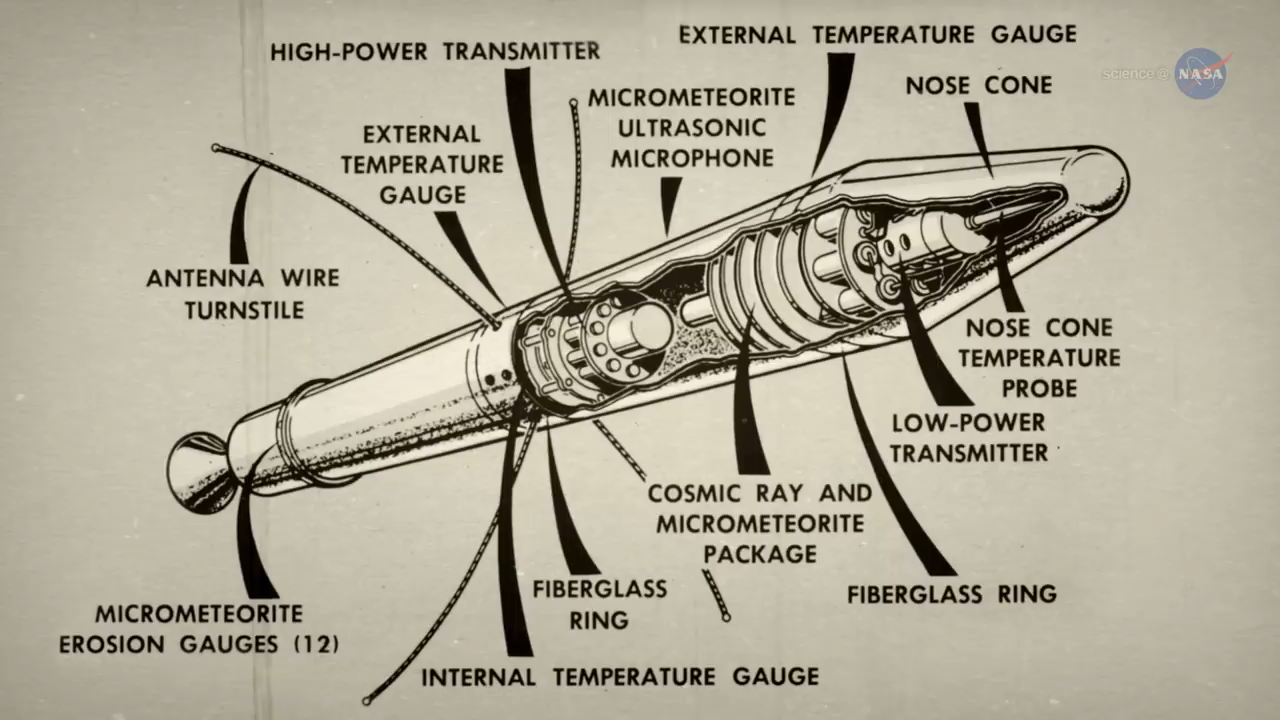 HIGH-POWER TRANSMITTER
EXTERNAL TEMPERATURE GAUGE
science@
NASA
NOSE CONE
MICROMETEORITE
ULTRASONIC
MICROPHONE
EXTERNAL
TEMPERATURE
GAUGE
ANTENNA WIRE
TURNSTILE
NOSE CONE
TEMPERATURE
PROBE
LOW-POWER
TRANSMITTER
COSMIC RAY AND
MICROMETEORITE
PACKAGE
FIBERGLASS
RING
FIBERGLASS RING
MICROMETEORITE
EROSION GAUGES (12)
INTERNAL TEMPERATURE GAUGE